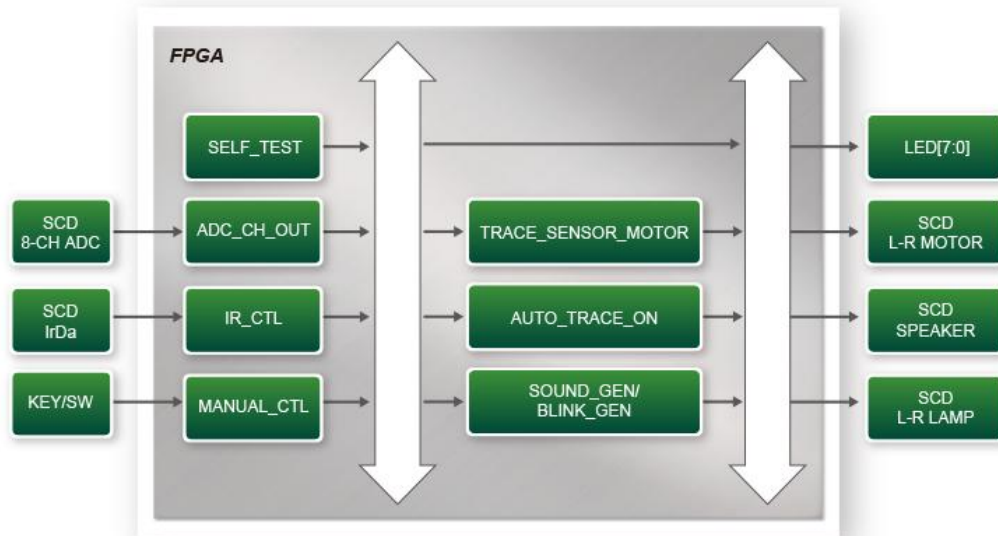 FPGA
SELF_TEST
LED[7:0]
SCD
8-CH ADC
ADC_CH_OUT
TRACE_SENSOR_MOTOR
SCD
L-R MOTOR
SCD
IrDa
IR_CTL
AUTO_TRACE_ON
SCD
SPEAKER
KEY/SW
MANUAL_CTL
SOUND_GEN/
BLINK_GEN
SCD
L-R LAMP